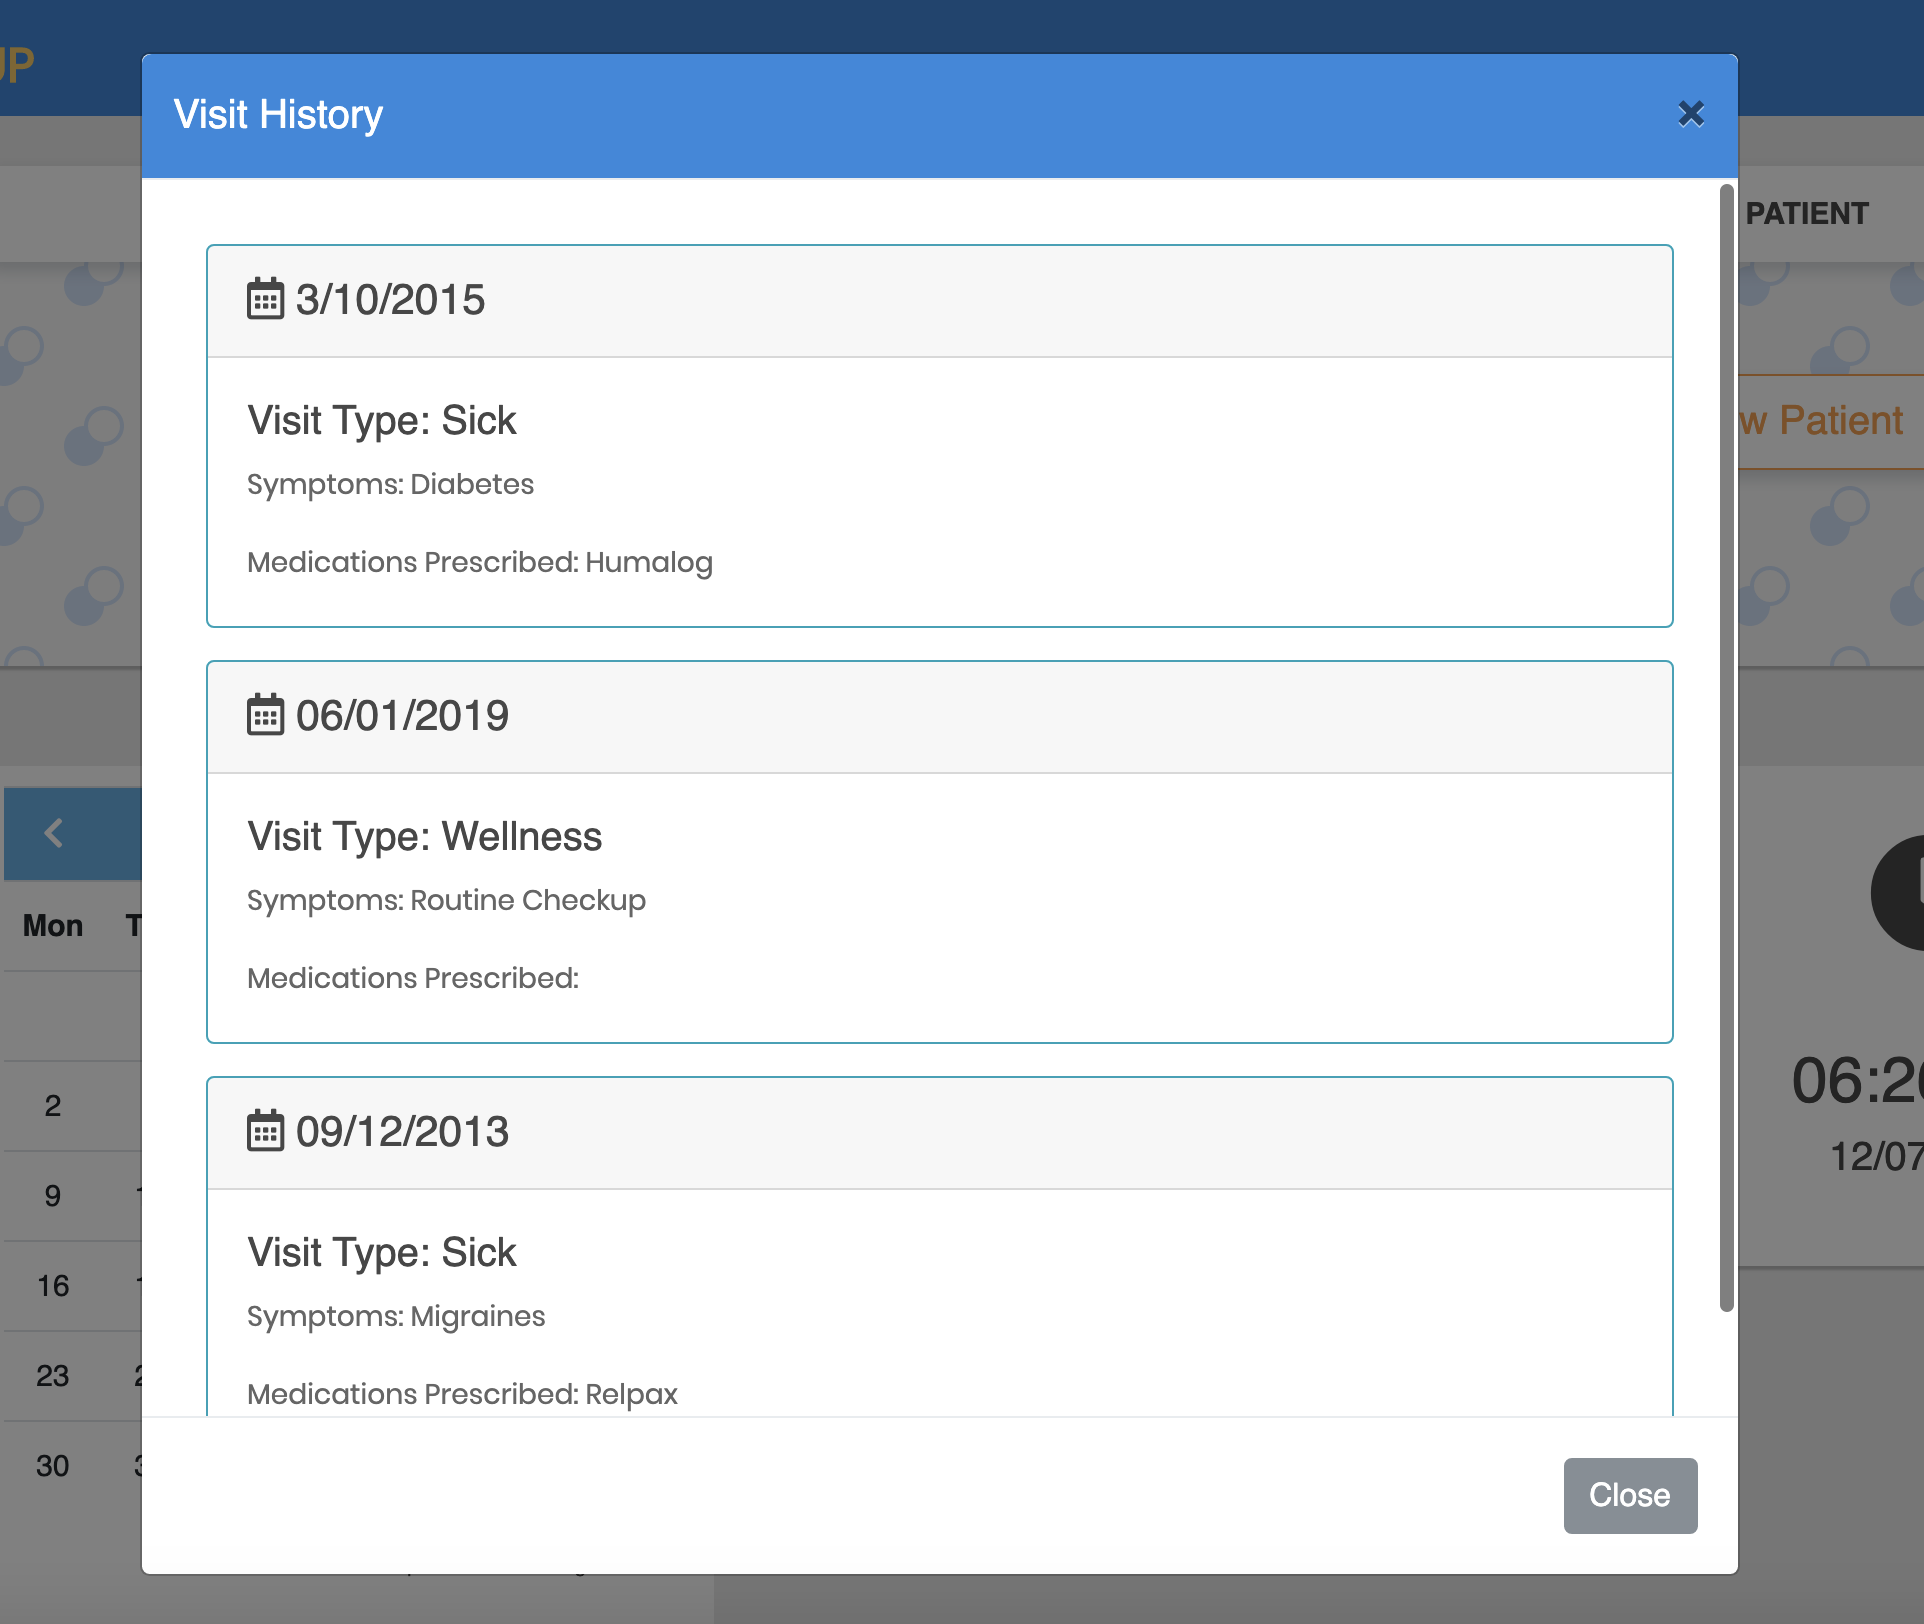 UP
Visit History
×
PATIENT
3/10/2015
Visit Type: Sick
w Patient
Symptoms: Diabetes
Medications Prescribed: Humalog
06/01/2019
Visit Type: Wellness
Symptoms: Routine Checkup
Mon T
Medications Prescribed:
2
06:20
09/12/2013
12/07
9
Visit Type: Sick
16
Symptoms: Migraines
23
Medications Prescribed: Relpax
30
Close